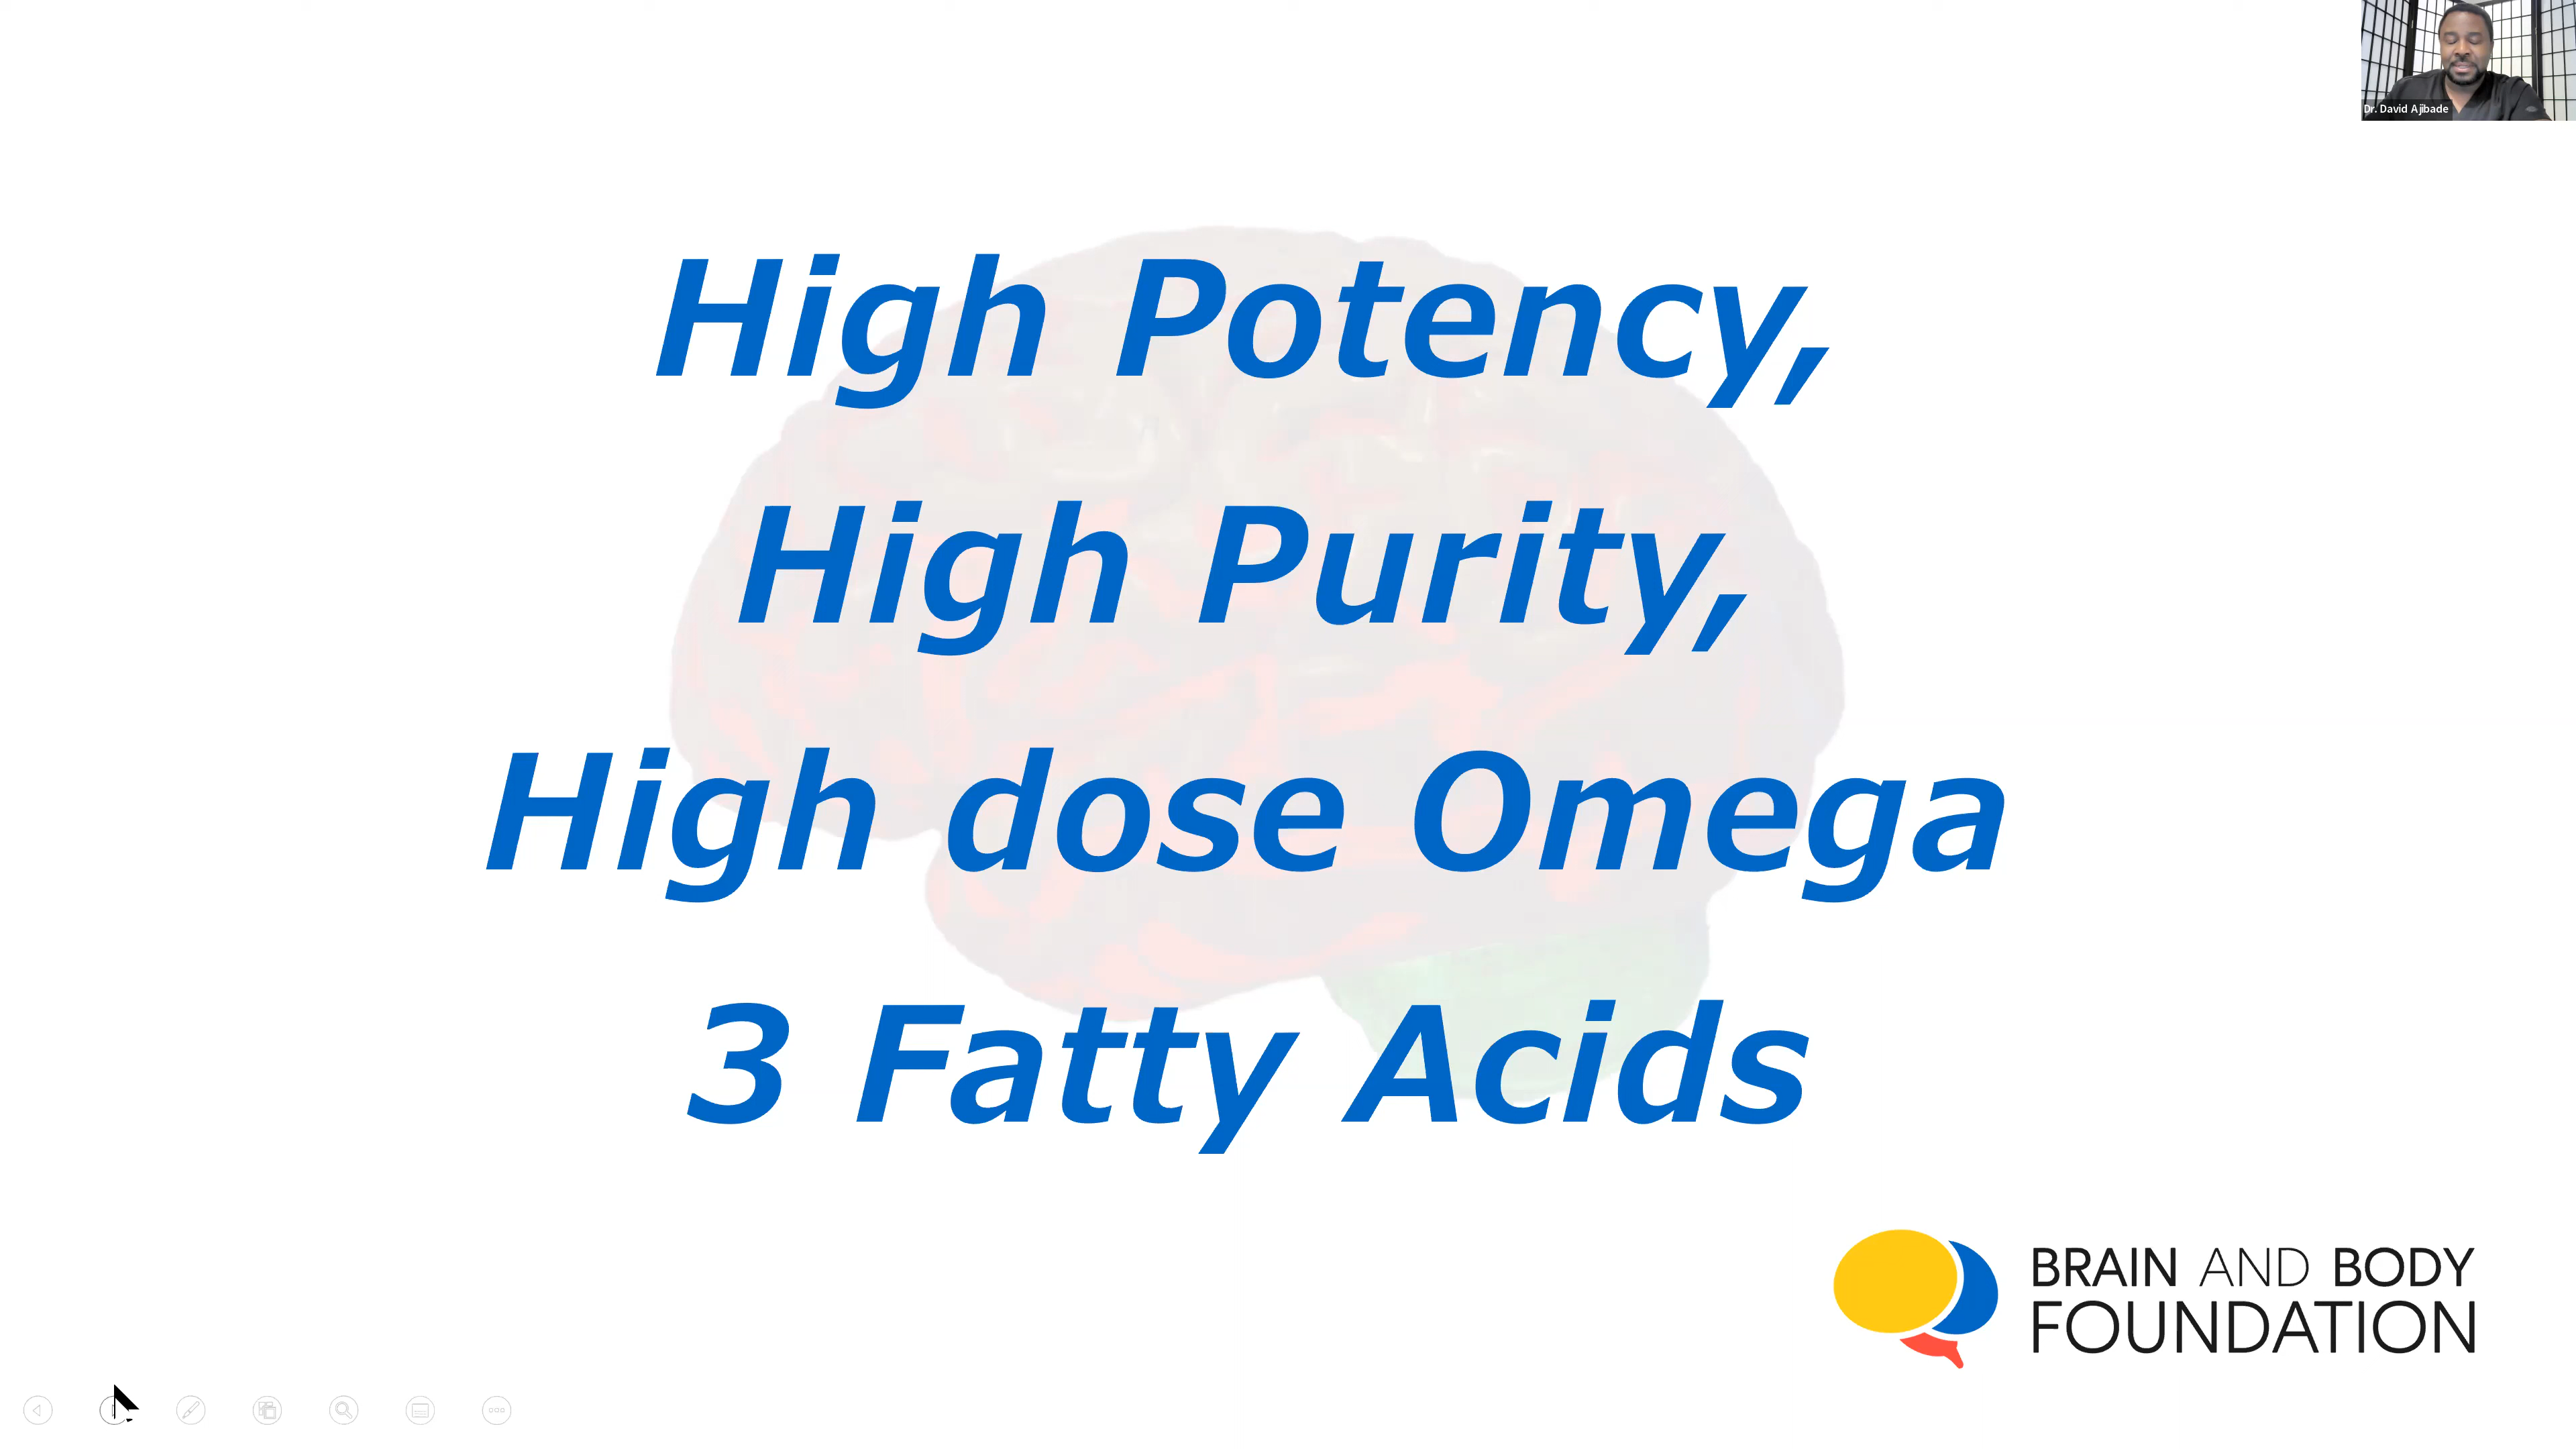 Dr. David Ajibade
High Potency,
High Purity,
High dose Omega
3 Fatty Acids
BRAIN AND BODY
FOUNDATION